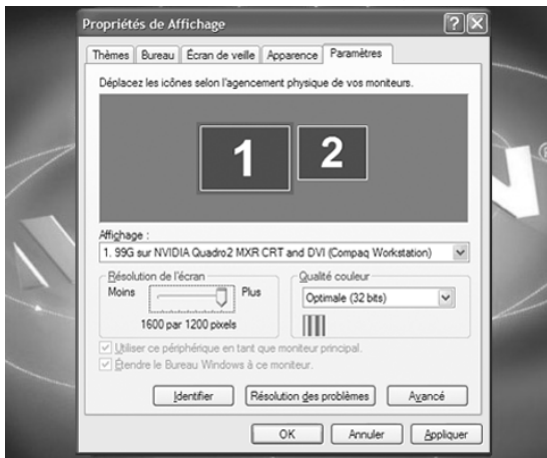 Propriétés de Affichage
Thèmes Bureau Écran de veille Apparence Paramètres
Déplacez les icônes selon l'agencement physique de vos moniteurs.
1 2
Affichage :
1. 99G sur NVIDIA Quadro2 MXR CRT and DVI (Compaq Workstation)
Résolution de l'écran Qualité couleur
Moins Plus Optimale (32 bits)
1600 par 1200 pixels
Utiliser ce périphérique en tant que moniteur principal.
Étendre le Bureau Windows à ce moniteur.
Identifier Résolution des problèmes Avancé
OK Annuler Appliquer